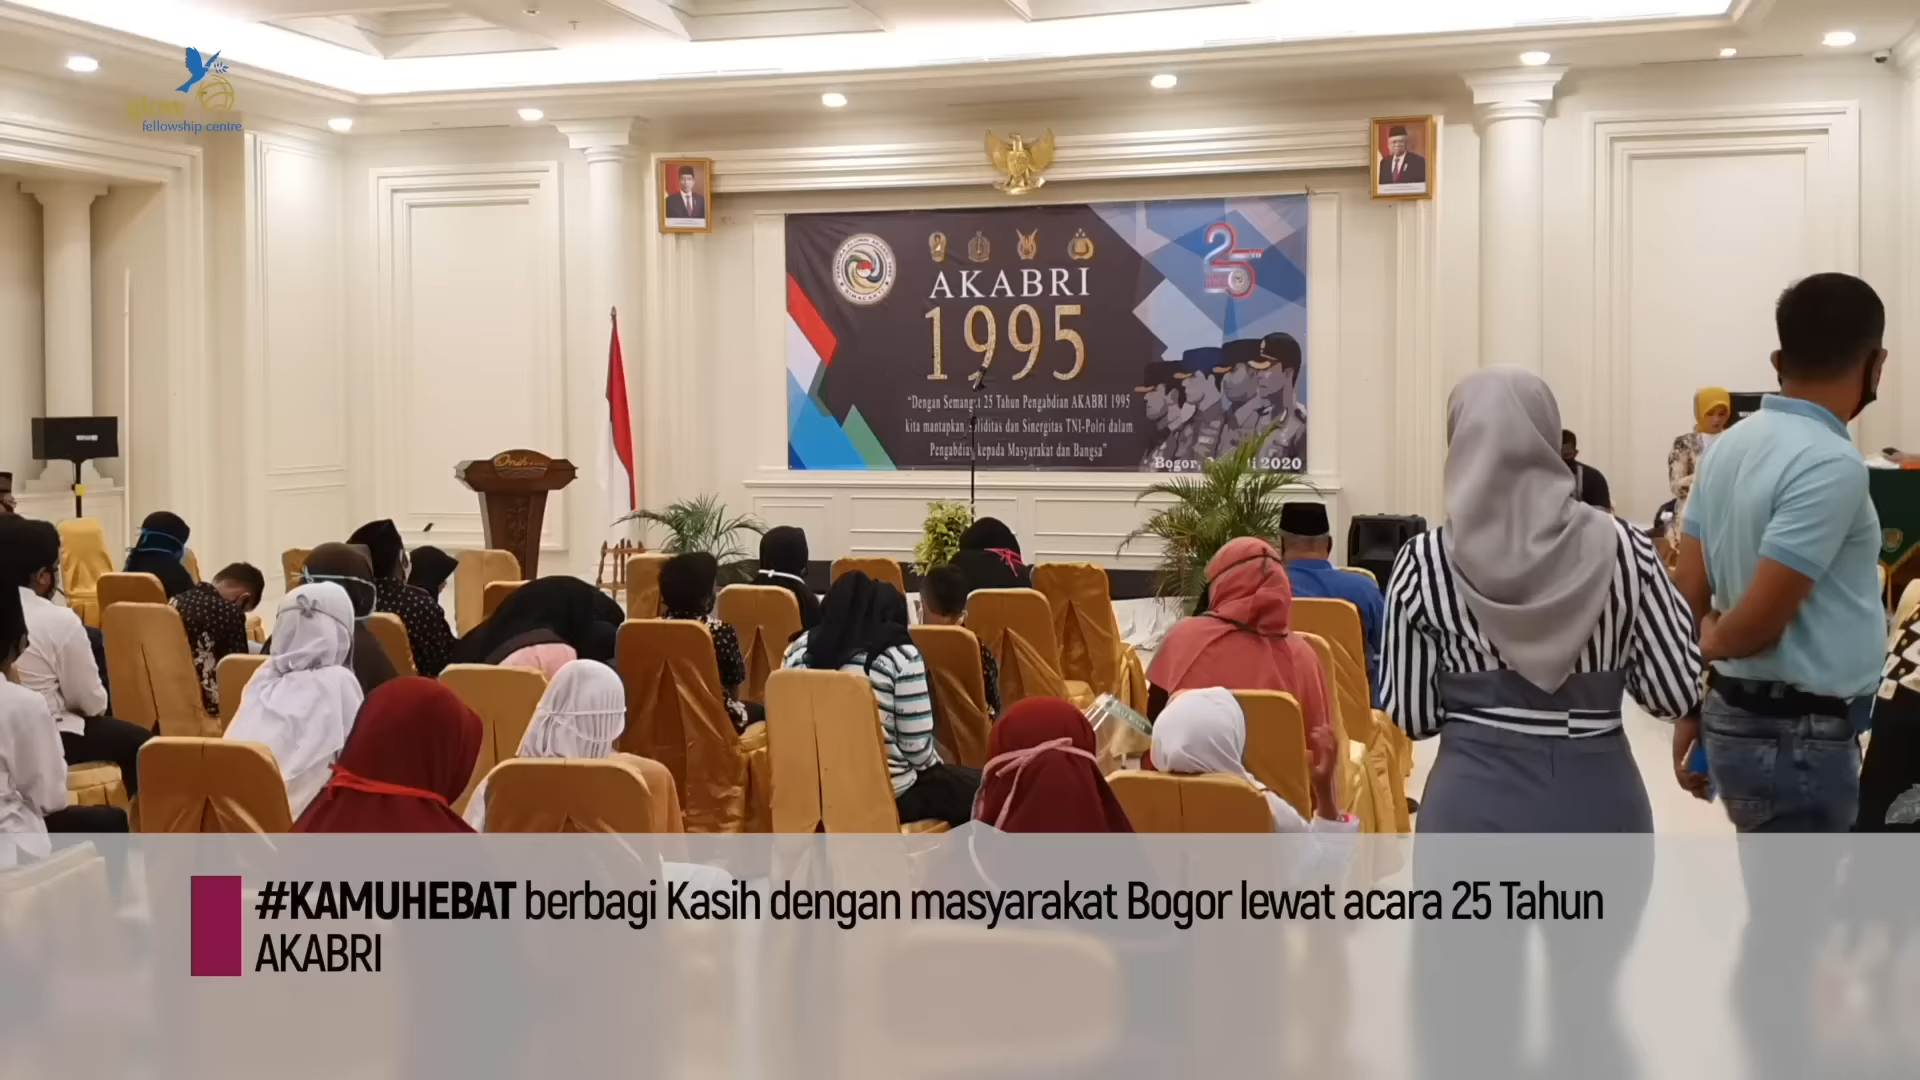 glow
fellowship centre
AKABRI
1995
"Dengan Semangat 25 Tahun Pengabdian AKABRI 1995
kita mantapkan Soliditas dan Sinergitas TNI-Polri dalam
Pengabdian kepada Masyarakat dan Bangsa"
25
Bogor, 2020
#KAMUHEBAT berbagi Kasih dengan masyarakat Bogor lewat acara 25 Tahun
AKABRI